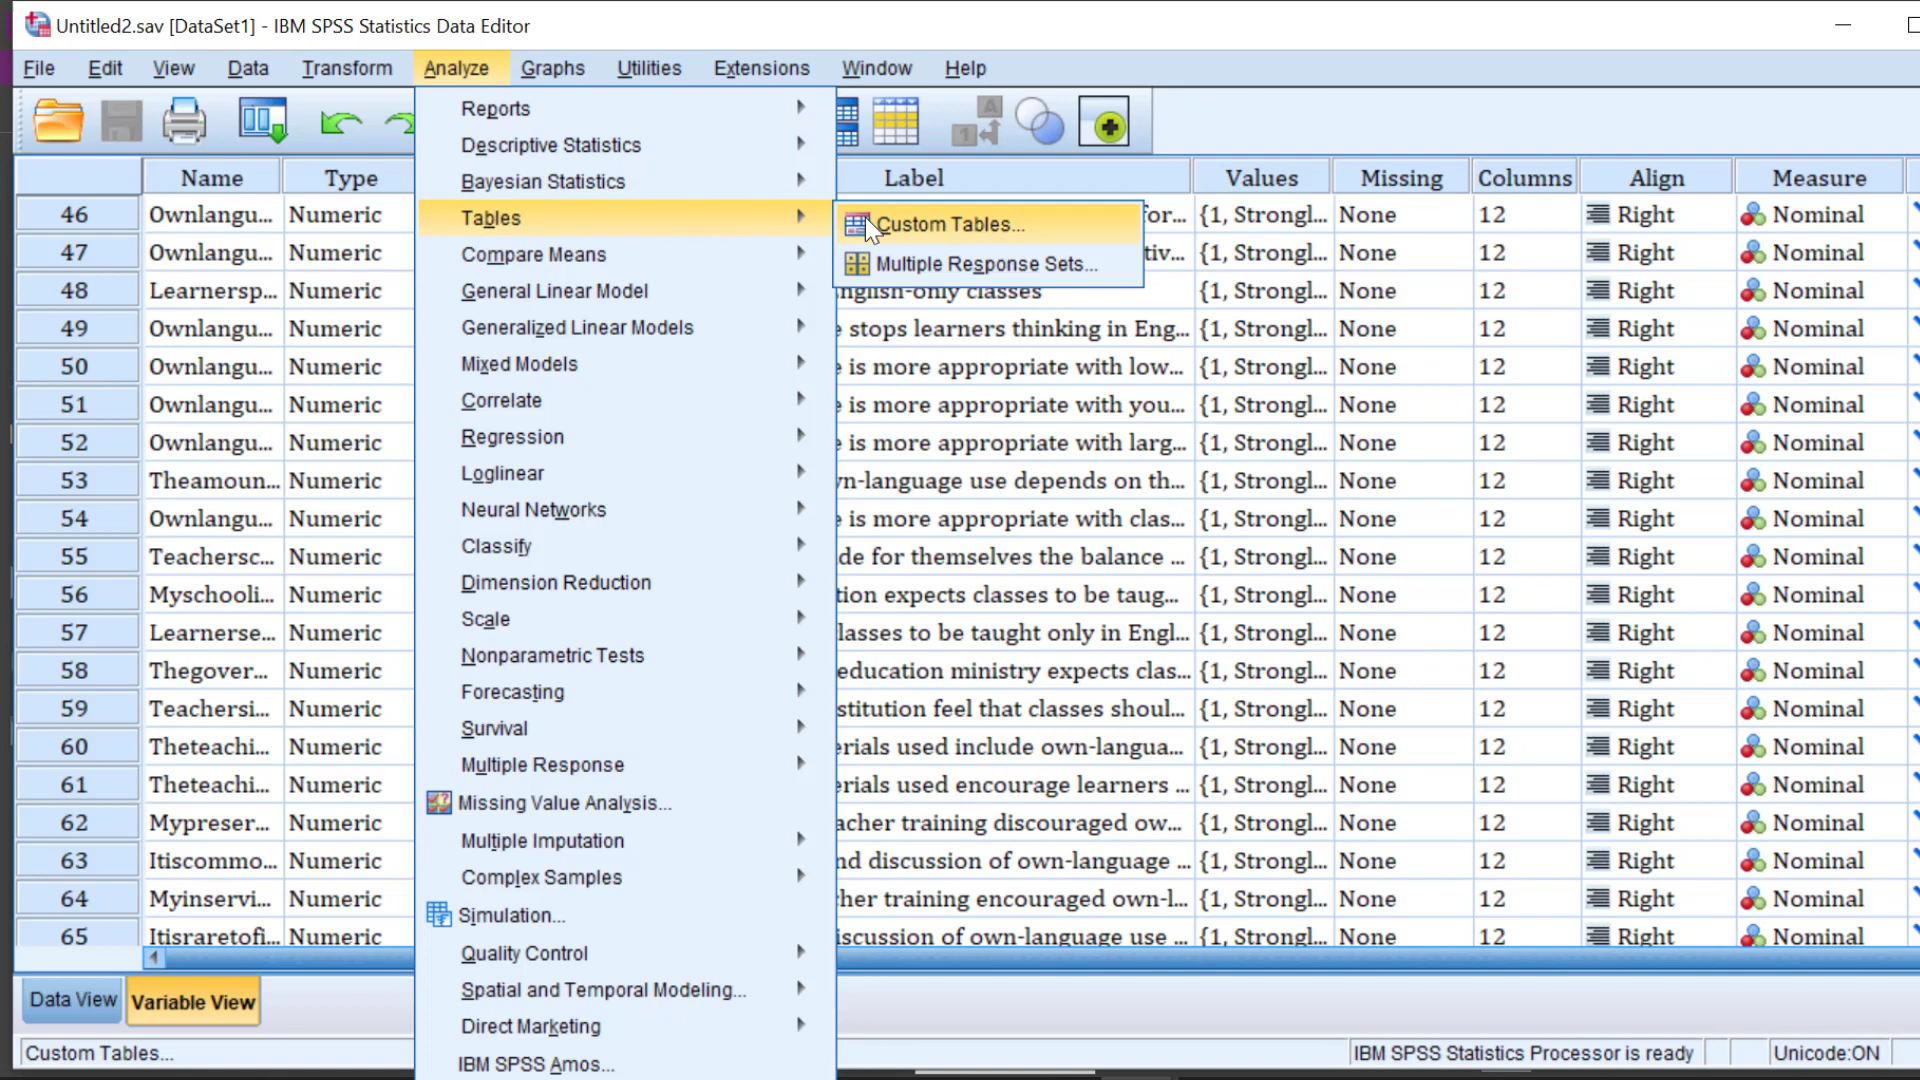 Untitled2.sav [DataSet1] - IBM SPSS Statistics Data Editor
File Edit View Data Transform Analyze Graphs Utilities Extensions Window Help
Reports
Descriptive Statistics
Bayesian Statistics
Tables
Compare Means
General Linear Model
Generalized Linear Models
Mixed Models
Correlate
Regression
Loglinear
Neural Networks
Classify
Dimension Reduction
Scale
Nonparametric Tests
Forecasting
Survival
Multiple Response
Missing Value Analysis...
Multiple Imputation
Complex Samples
Simulation...
Quality Control
Spatial and Temporal Modeling...
Direct Marketing
IBM SPSS Amos...
Custom Tables...
Multiple Response Sets...
Name Type Label Values Missing Columns Align Measure
46 Ownlangu... Numeric for... {1, Strongl... None 12 Right Nominal
47 Ownlangu... Numeric tiv... {1, Strongl... None 12 Right Nominal
48 Learnersp... Numeric nglish-only classes {1, Strongl... None 12 Right Nominal
49 Ownlangu... Numeric e stops learners thinking in Eng... {1, Strongl... None 12 Right Nominal
50 Ownlangu... Numeric e is more appropriate with low... {1, Strongl... None 12 Right Nominal
51 Ownlangu... Numeric e is more appropriate with you... {1, Strongl... None 12 Right Nominal
52 Ownlangu... Numeric e is more appropriate with larg... {1, Strongl... None 12 Right Nominal
53 Theamoun... Numeric n-language use depends on th... {1, Strongl... None 12 Right Nominal
54 Ownlangu... Numeric e is more appropriate with clas... {1, Strongl... None 12 Right Nominal
55 Teachersc... Numeric de for themselves the balance ... {1, Strongl... None 12 Right Nominal
56 Myschooli... Numeric tion expects classes to be taug... {1, Strongl... None 12 Right Nominal
57 Learnerse... Numeric lasses to be taught only in Engl... {1, Strongl... None 12 Right Nominal
58 Thegover... Numeric education ministry expects clas... {1, Strongl... None 12 Right Nominal
59 Teachersi... Numeric stitution feel that classes shoul... {1, Strongl... None 12 Right Nominal
60 Theteachi... Numeric erials used include own-langua... {1, Strongl... None 12 Right Nominal
61 Theteachi... Numeric erials used encourage learners ... {1, Strongl... None 12 Right Nominal
62 Mypreser... Numeric acher training discouraged ow... {1, Strongl... None 12 Right Nominal
63 Itiscommo... Numeric nd discussion of own-language ... {1, Strongl... None 12 Right Nominal
64 Myinservi... Numeric her training encouraged own-l... {1, Strongl... None 12 Right Nominal
65 Itisraretofi... Numeric iscussion of own-language use ... {1, Strongl... None 12 Right Nominal
Data View Variable View
Custom Tables... IBM SPSS Statistics Processor is ready Unicode:ON